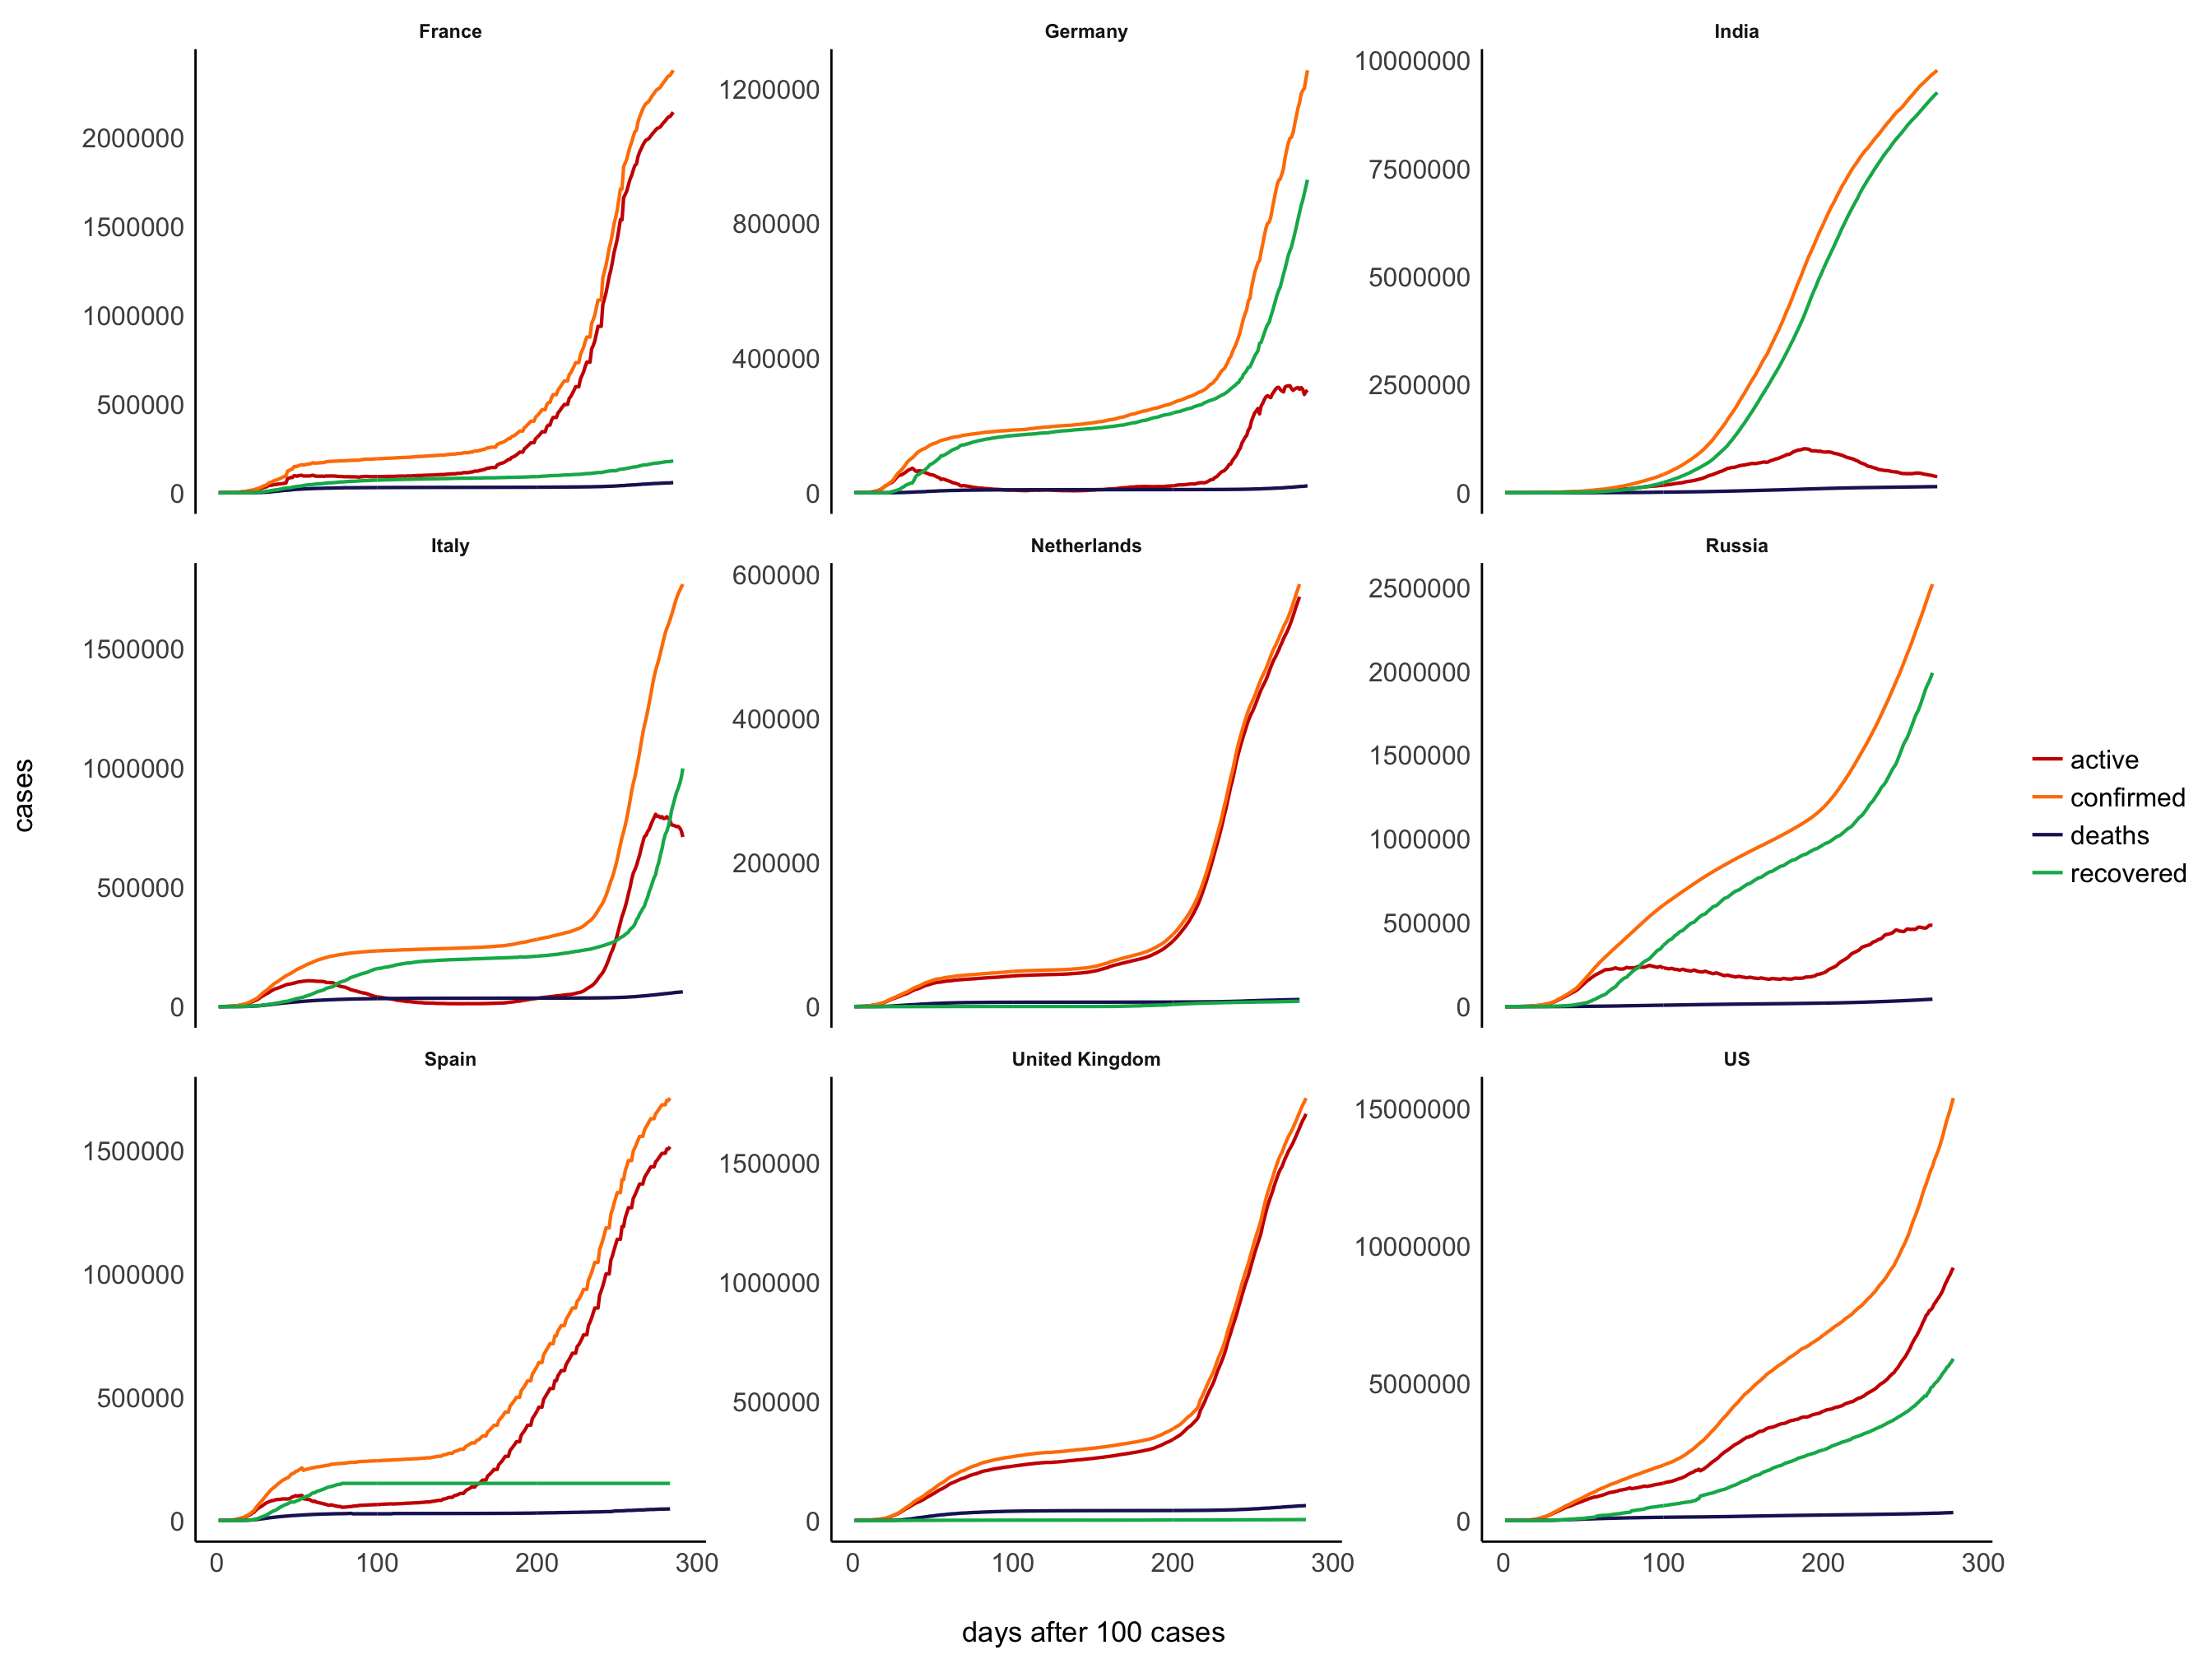 France
Germany
India
2000000
1500000
1000000
500000
0
1200000
800000
400000
0
10000000
7500000
5000000
2500000
0
Italy
Netherlands
Russia
1500000
1000000
500000
0
600000
400000
200000
0
2500000
2000000
1500000
1000000
500000
0
Spain
United Kingdom
US
1500000
1000000
500000
0
1500000
1000000
500000
0
15000000
10000000
5000000
0
0 100 200 300
0 100 200 300
0 100 200 300
cases
days after 100 cases
active
confirmed
deaths
recovered